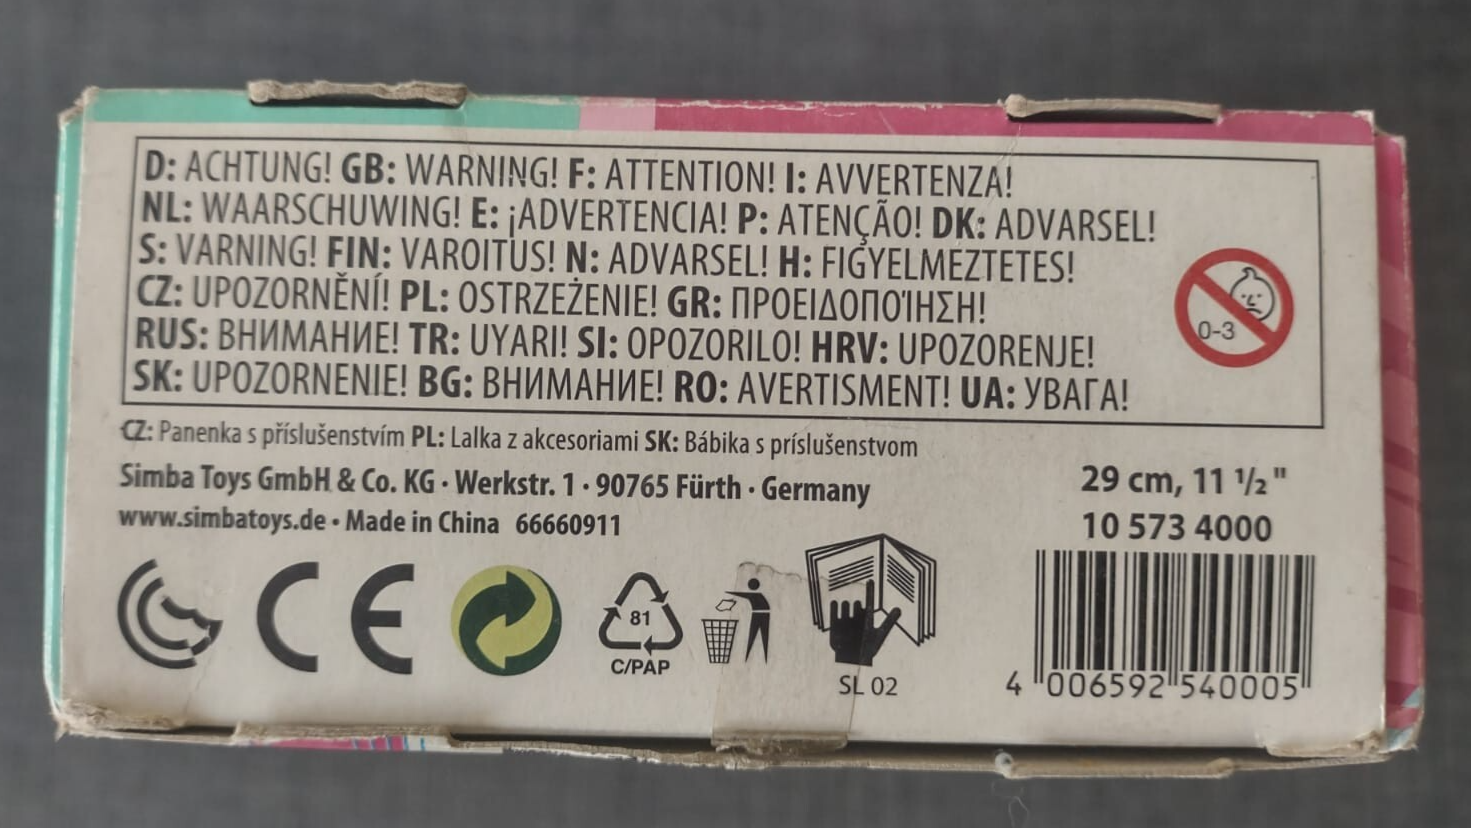 D: ACHTUNG! GB: WARNING! F: ATTENTION! I: AVVERTENZA!
NL: WAARSCHUWING! E: ¡ADVERTENCIA! P: ATENÇÃO! DK: ADVARSEL!
S: VARNING! FIN: VAROITUS! N: ADVARSEL! H: FIGYELMEZTETES!
CZ: UPOZORNĚNÍ! PL: OSTRZEŻENIE! GR: ΠΡΟΕΙΔΟΠΟΊΗΣΗ!
RUS: ВНИМАНИЕ! TR: UYARI! SI: OPOZORILO! HRV: UPOZORENJE!
SK: UPOZORNENIE! BG: ВНИМАНИЕ! RO: AVERTISMENT! UA: УВАГА!
0-3
CZ: Panenka s příslušenstvím PL: Lalka z akcesoriami SK: Bábika s príslušenstvom
Simba Toys GmbH & Co. KG · Werkstr. 1 · 90765 Fürth · Germany
www.simbatoys.de • Made in China 66660911
29 cm, 11 ½"
10 573 4000
CE
81
C/PAP
SL 02
4 006592 540005